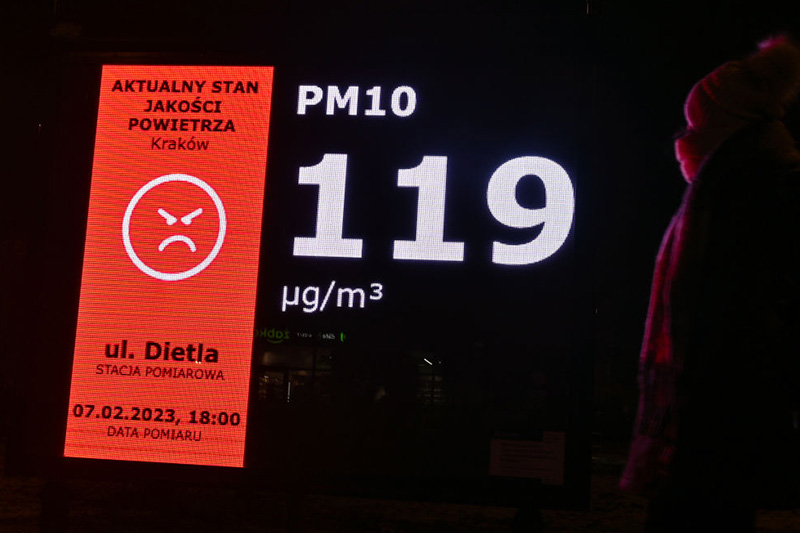 AKTUALNY STAN
JAKOŚCI
POWIETRZA
Kraków
ul. Dietla
STACJA POMIAROWA
07.02.2023, 18:00
DATA POMIARU
PM10
119
µg/m³